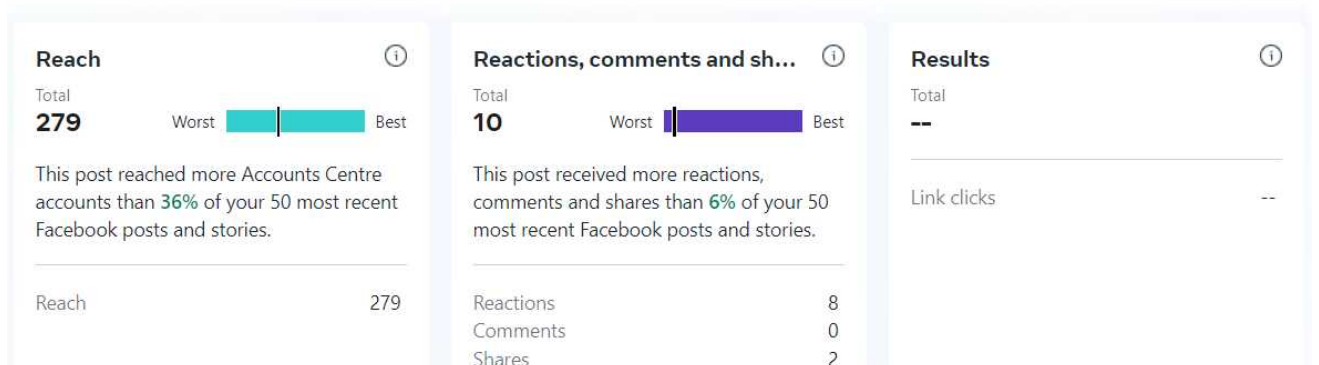 Reach
Total
279
Worst
Best
This post reached more Accounts Centre
accounts than 36% of your 50 most recent
Facebook posts and stories.
Reach 279
Reactions, comments and sh...
Total
10
Worst
Best
This post received more reactions,
comments and shares than 6% of your 50
most recent Facebook posts and stories.
Reactions 8
Comments 0
Shares 2
Results
Total
--
Link clicks --